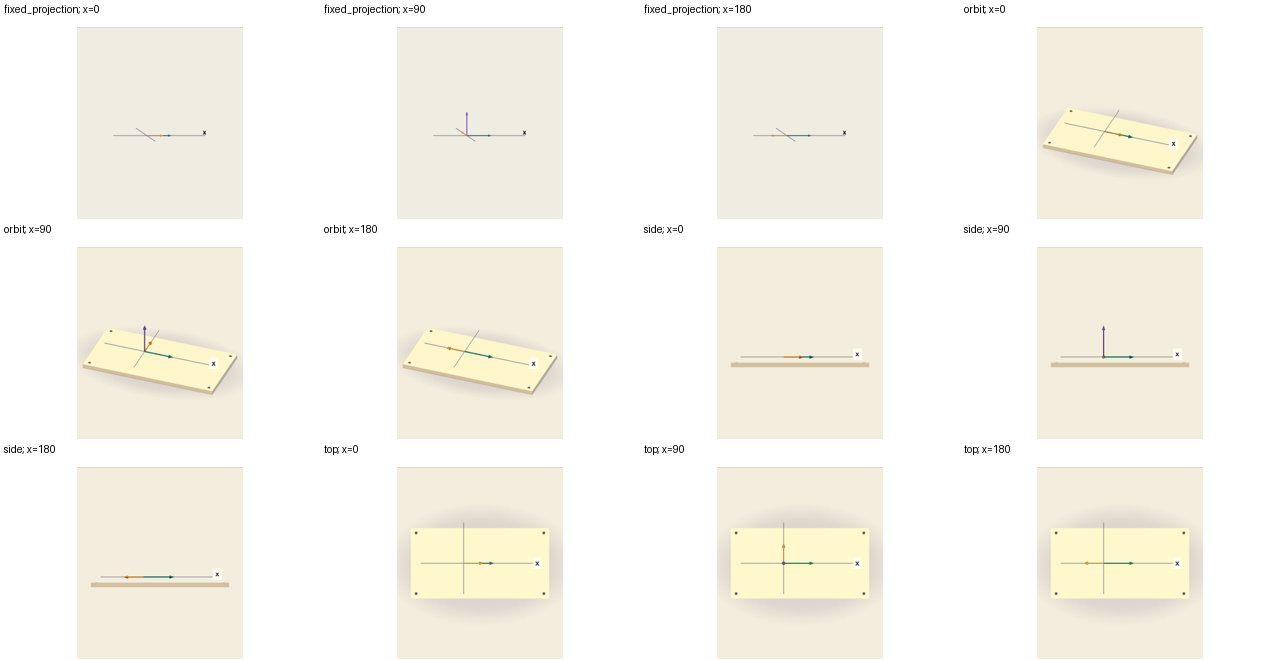 fixed_projection; x=0
fixed_projection; x=90
fixed_projection; x=180
orbit; x=0
x
x
x
x
orbit; x=90
orbit; x=180
side; x=0
side; x=90
x
x
x
x
side; x=180
top; x=0
top; x=90
top; x=180
x
x
x
x